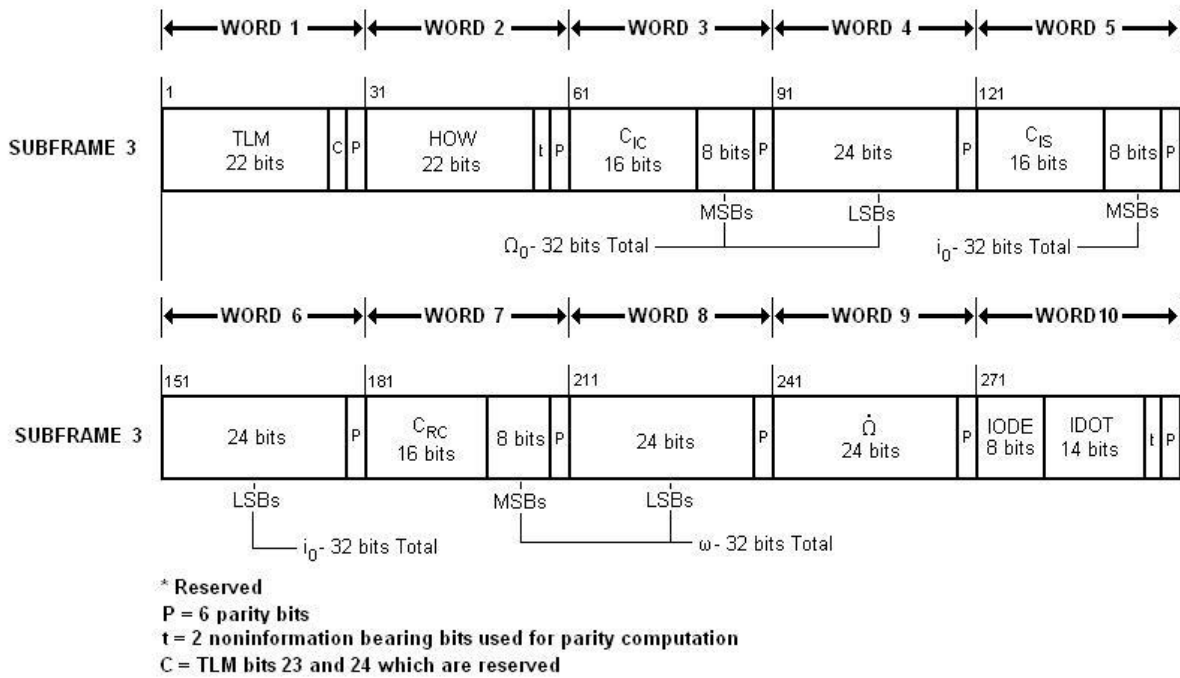 WORD 1 WORD 2 WORD 3 WORD 4 WORD 5
1 31 61 91 121
SUBFRAME 3
TLM
22 bits
C
P
HOW
22 bits
t
P
C_IC
16 bits
8 bits
P
24 bits
P
C_IS
16 bits
8 bits
P
MSBs LSBs MSBs
Ω₀- 32 bits Total i₀- 32 bits Total
WORD 6 WORD 7 WORD 8 WORD 9 WORD10
151 181 211 241 271
SUBFRAME 3
24 bits
P
C_RC
16 bits
8 bits
P
24 bits
P
Ω̇
24 bits
P
IODE
8 bits
IDOT
14 bits
t
P
LSBs MSBs LSBs
i₀- 32 bits Total ω- 32 bits Total
* Reserved
P = 6 parity bits
t = 2 noninformation bearing bits used for parity computation
C = TLM bits 23 and 24 which are reserved